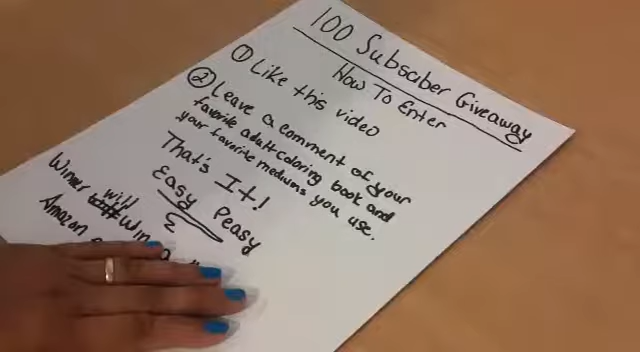 100 Subsciber Giveaway
How To Enter
① Like this video
② Leave a comment of your
favorite adult coloring book and
your favorite mediums you use.
That's It!
Easy Peasy
Winner will Win
Amazon